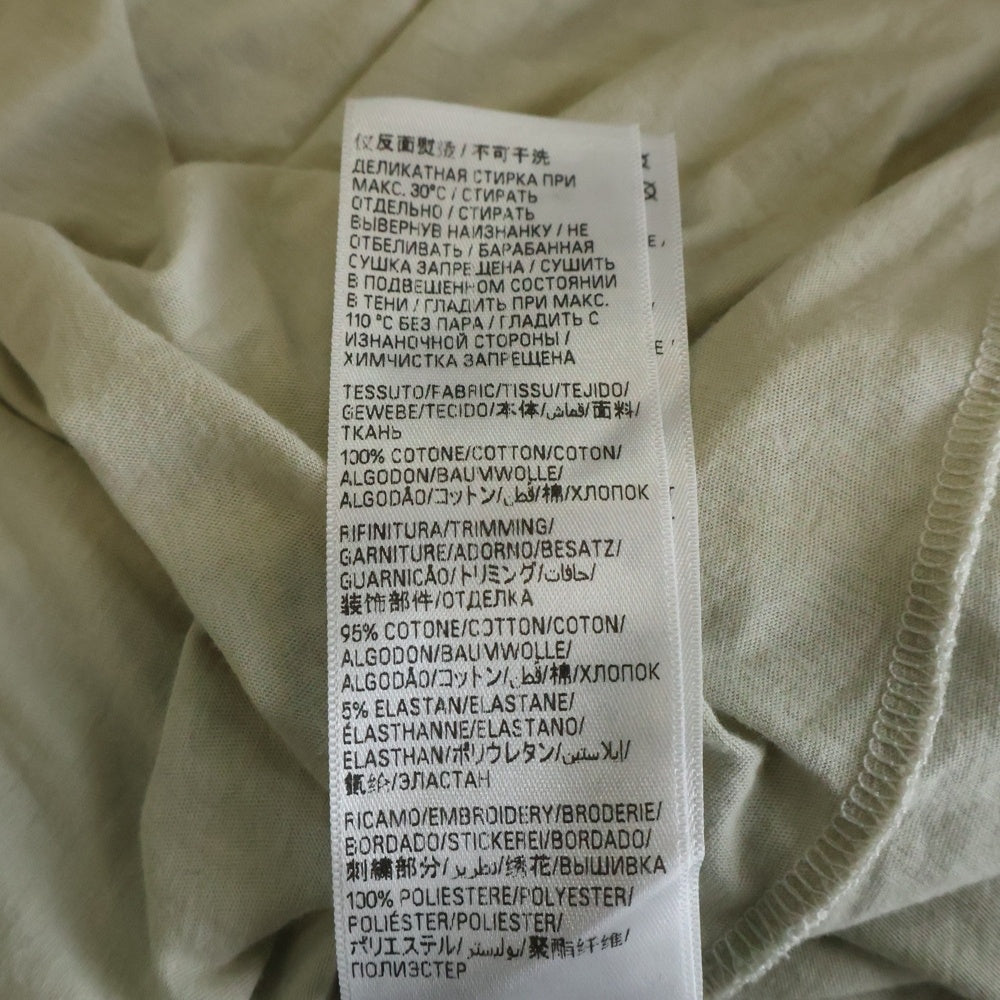 仅反面熨烫/不可干洗
ДЕЛИКАТНАЯ СТИРКА ПРИ
МАКС. 30°C / СТИРАТЬ
ОТДЕЛЬНО / СТИРАТЬ
ВЫВЕРНУВ НАИЗНАНКУ / НЕ
ОТБЕЛИВАТЬ / БАРАБАННАЯ
СУШКА ЗАПРЕЩЕНА / СУШИТЬ
В ПОДВЕШЕННОМ СОСТОЯНИИ
В ТЕНИ / ГЛАДИТЬ ПРИ МАКС.
110 °C БЕЗ ПАРА / ГЛАДИТЬ С
ИЗНАНОЧНОЙ СТОРОНЫ /
ХИМЧИСТКА ЗАПРЕЩЕНА
TESSUTO/FABRIC/TISSU/TEJIDO/
GEWEBE/TECIDO/本体/قماش/面料/
ТКАНЬ
100% COTONE/COTTON/COTON/
ALGODON/BAUMWOLLE/
ALGODÃO/コットン/قطن/棉/ХЛОПОК
RIFINITURA/TRIMMING/
GARNITURE/ADORNO/BESATZ/
GUARNICÃO/トリミング/حافات/
装饰部件/ОТДЕЛКА
95% COTONE/COTTON/COTON/
ALGODON/BAUMWOLLE/
ALGODÃO/コットン/قطن/棉/ХЛОПОК
5% ELASTAN/ELASTANE/
ÉLASTHANNE/ELASTANO/
ELASTHAN/ポリウレタン/إيلاستين/
氨纶/ЭЛАСТАН
RICAMO/EMBROIDERY/BRODERIE/
BORDADO/STICKEREI/BORDADO/
刺繍部分/تطريز/绣花/ВЫШИВКА
100% POLIESTERE/POLYESTER/
POLIÉSTER/POLIESTER/
ポリエステル/بوليستر/聚酯纤维/
ПОЛИЭСТЕР